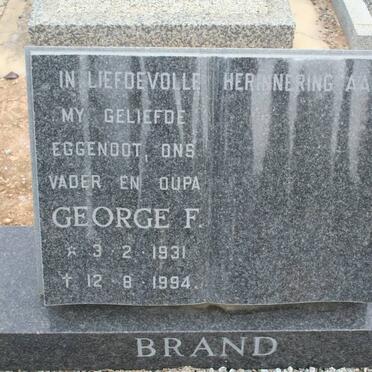 IN LIEFDEVOLLE HERINNERING AA
MY GELIEFDE
EGGENOOT, ONS
VADER EN OUPA
GEORGE F.
☆ 3·2·1931
† 12·8·1994.
BRAND